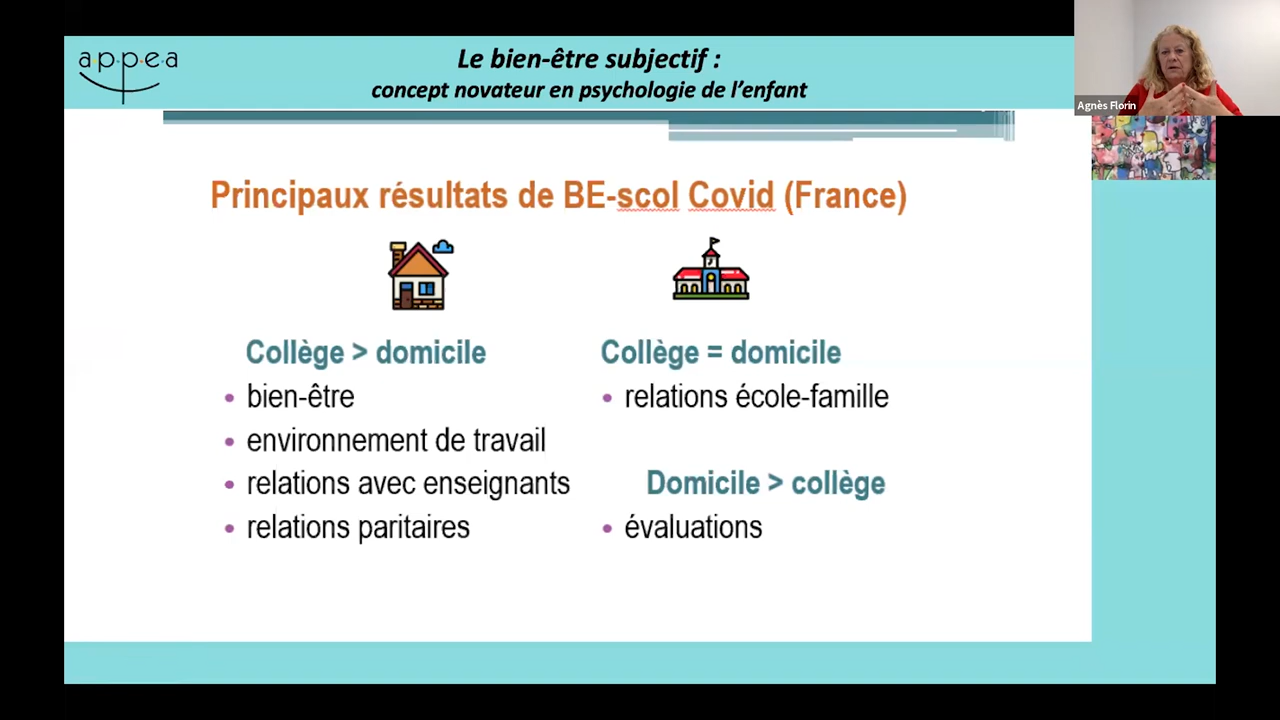 a·p·p·e·a
Le bien-être subjectif :
concept novateur en psychologie de l'enfant
Agnès Florin
Principaux résultats de BE-scol Covid (France)
Collège > domicile
• bien-être
• environnement de travail
• relations avec enseignants
• relations paritaires
Collège = domicile
• relations école-famille
Domicile > collège
• évaluations